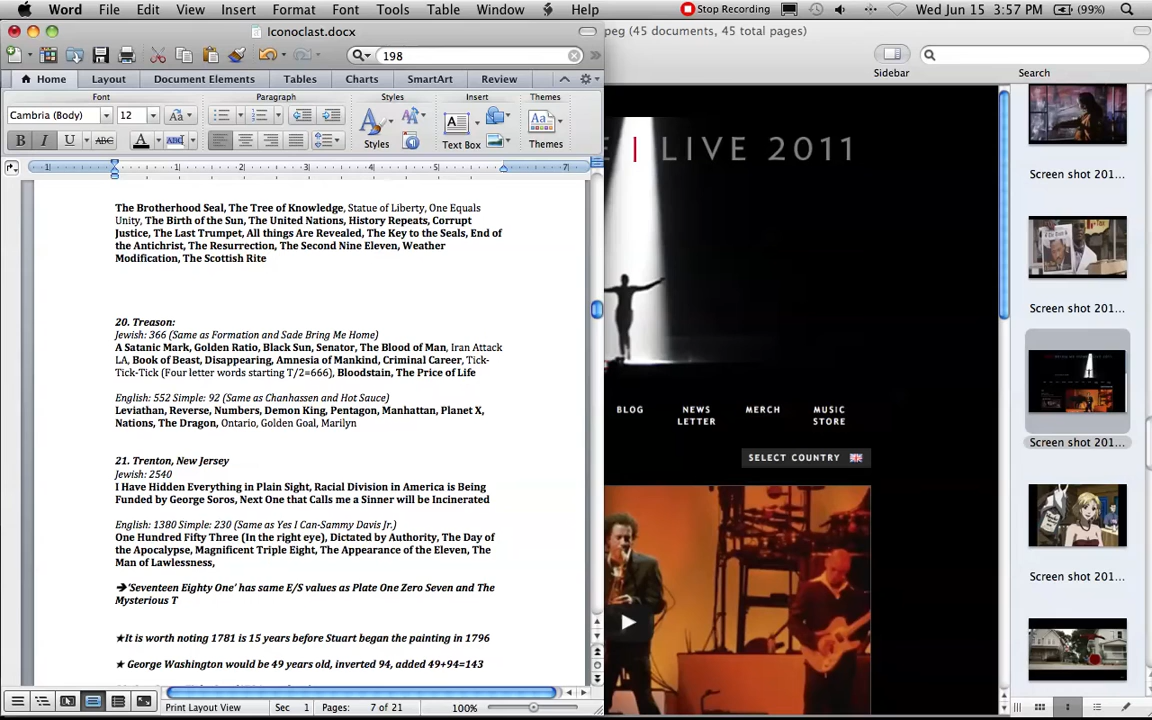 Word File Edit View Insert Format Font Tools Table Window Help
Stop Recording Wed Jun 15 3:57 PM (99%)
Iconoclast.docx
peg (45 documents, 45 total pages)
198
Sidebar Search
Home Layout Document Elements Tables Charts SmartArt Review
Font Paragraph Styles Insert Themes
Cambria (Body) 12 Aa
B I U ABC A ABC Styles A Text Box Aa Themes
1 1 2 3 4 5 6 7
The Brotherhood Seal, The Tree of Knowledge, Statue of Liberty, One Equals
Unity, The Birth of the Sun, The United Nations, History Repeats, Corrupt
Justice, The Last Trumpet, All things Are Revealed, The Key to the Seals, End of
the Antichrist, The Resurrection, The Second Nine Eleven, Weather
Modification, The Scottish Rite
20. Treason:
Jewish: 366 (Same as Formation and Sade Bring Me Home)
A Satanic Mark, Golden Ratio, Black Sun, Senator, The Blood of Man, Iran Attack
LA, Book of Beast, Disappearing, Amnesia of Mankind, Criminal Career, Tick-
Tick-Tick (Four letter words starting T/2=666), Bloodstain, The Price of Life
English: 552 Simple: 92 (Same as Chanhassen and Hot Sauce)
Leviathan, Reverse, Numbers, Demon King, Pentagon, Manhattan, Planet X,
Nations, The Dragon, Ontario, Golden Goal, Marilyn
21. Trenton, New Jersey
Jewish: 2540
I Have Hidden Everything in Plain Sight, Racial Division in America is Being
Funded by George Soros, Next One that Calls me a Sinner will be Incinerated
English: 1380 Simple: 230 (Same as Yes I Can-Sammy Davis Jr.)
One Hundred Fifty Three (In the right eye), Dictated by Authority, The Day of
the Apocalypse, Magnificent Triple Eight, The Appearance of the Eleven, The
Man of Lawlessness,
➔'Seventeen Eighty One' has same E/S values as Plate One Zero Seven and The
Mysterious T
★It is worth noting 1781 is 15 years before Stuart began the painting in 1796
★ George Washington would be 49 years old, inverted 94, added 49+94=143
Print Layout View Sec 1 Pages: 7 of 21 100%
E | LIVE 2011
BLOG NEWS LETTER MERCH MUSIC STORE
SELECT COUNTRY
Screen shot 201...
Screen shot 201...
Screen shot 201...
Screen shot 201...
Screen shot 201...